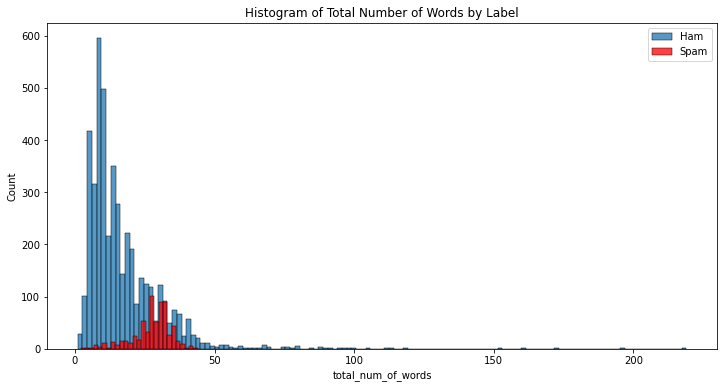 Histogram of Total Number of Words by Label
Ham
Spam
600
500
400
300
200
100
0
Count
0
50
100
150
200
total_num_of_words